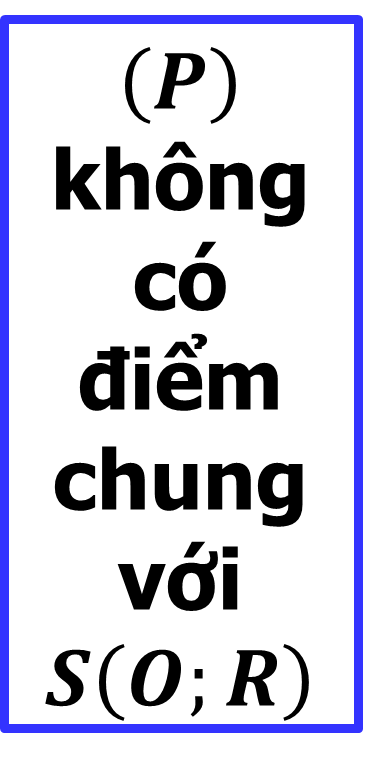 (P)
không
có
điểm
chung
với
S(O; R)